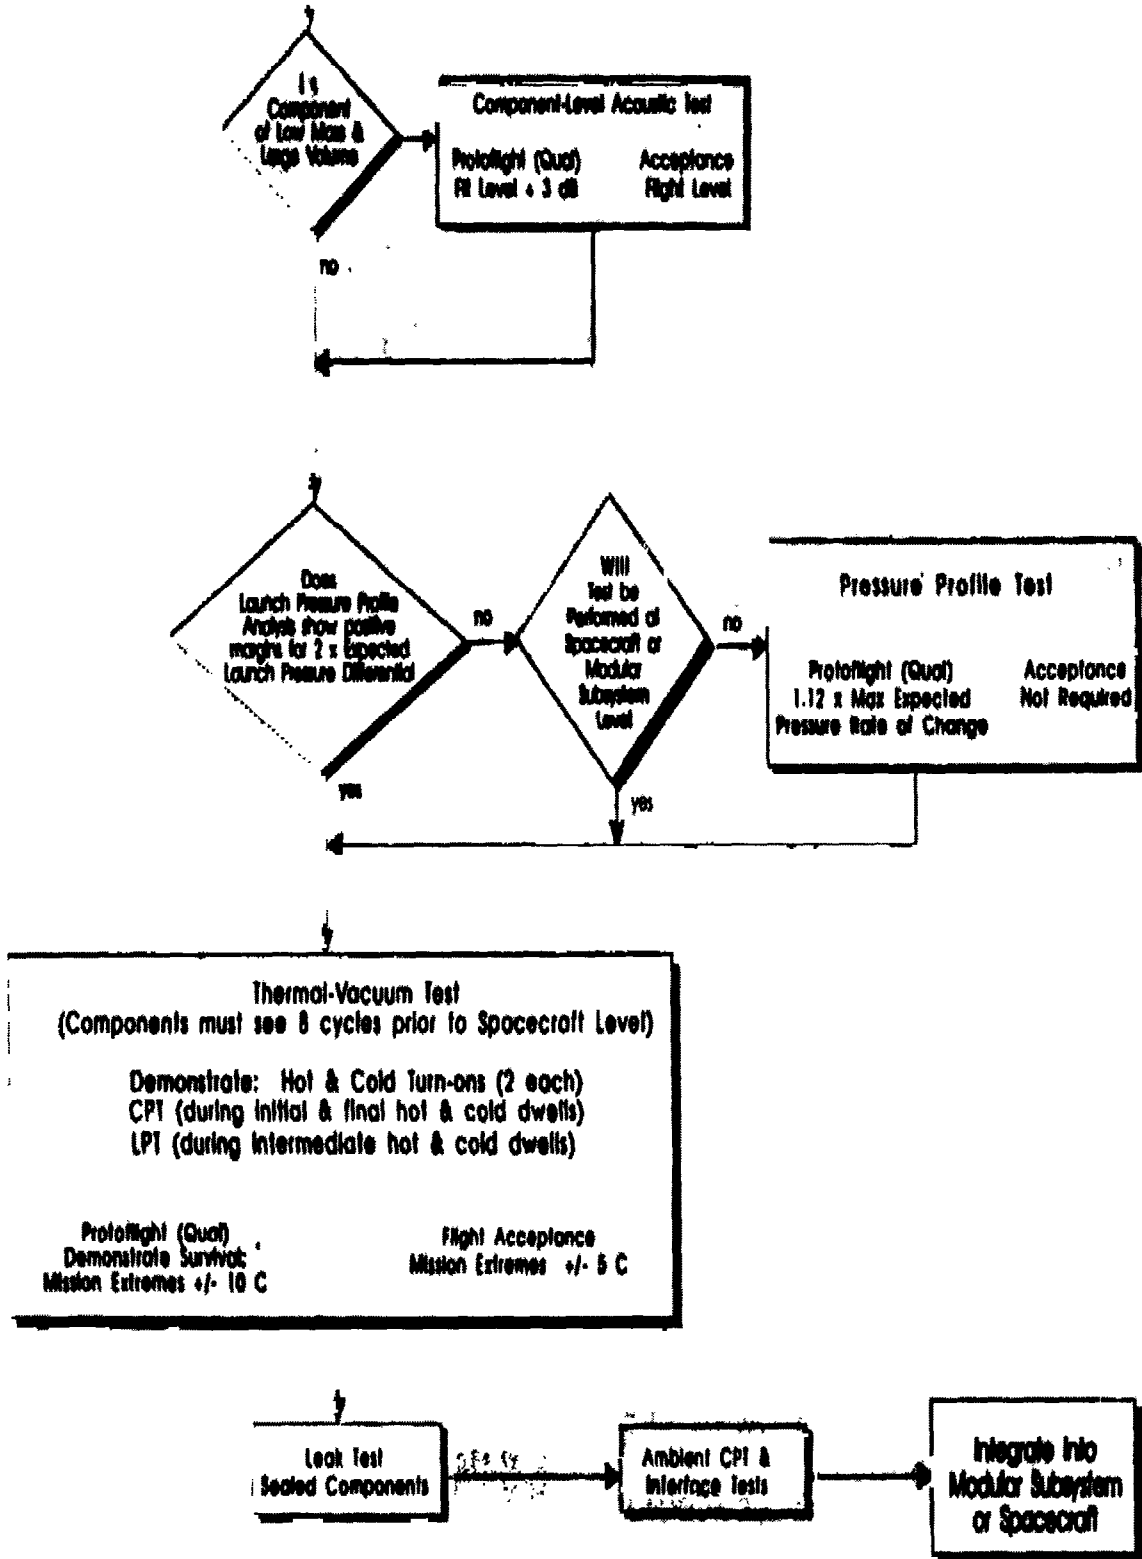 Is
Component
of Low Mass &
Large Volume
Component-Level Acoustic Test
Protoflight (Qual)
Flt Level + 3 dB
Acceptance
Flight Level
no
Does
Launch Pressure Profile
Analysis show positive
margins for 2 x Expected
Launch Pressure Differential
no
yes
Will
Test be
Performed at
Spacecraft or
Modular
Subsystem
Level
no
yes
Pressure Profile Test
Protoflight (Qual)
1.12 x Max Expected
Pressure Rate of Change
Acceptance
Not Required
Thermal-Vacuum Test
(Components must see 8 cycles prior to Spacecraft Level)
Demonstrate: Hot & Cold Turn-ons (2 each)
CPT (during initial & final hot & cold dwells)
LPT (during intermediate hot & cold dwells)
Protoflight (Qual)
Demonstrate Survival:
Mission Extremes +/- 10 C
Flight Acceptance
Mission Extremes +/- 5 C
Leak Test
Sealed Components
Ambient CPT &
Interface Tests
Integrate into
Modular Subsystem
or Spacecraft